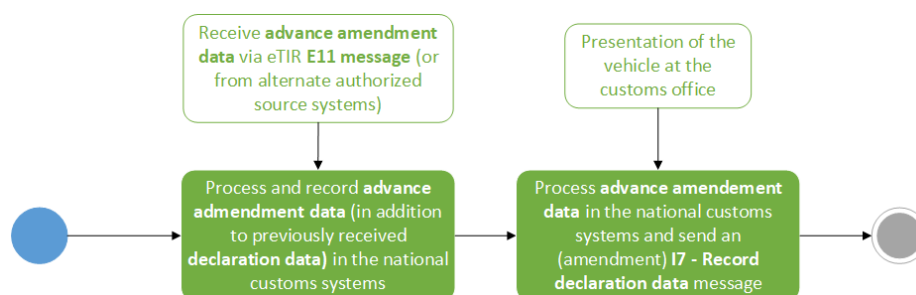 Receive advance amendment
data via eTIR E11 message (or
from alternate authorized
source systems)
Presentation of the
vehicle at the
customs office
Process and record advance
admendment data (in addition
to previously received
declaration data) in the national
customs systems
Process advance amendement
data in the national customs
systems and send an
(amendment) I7 - Record
declaration data message